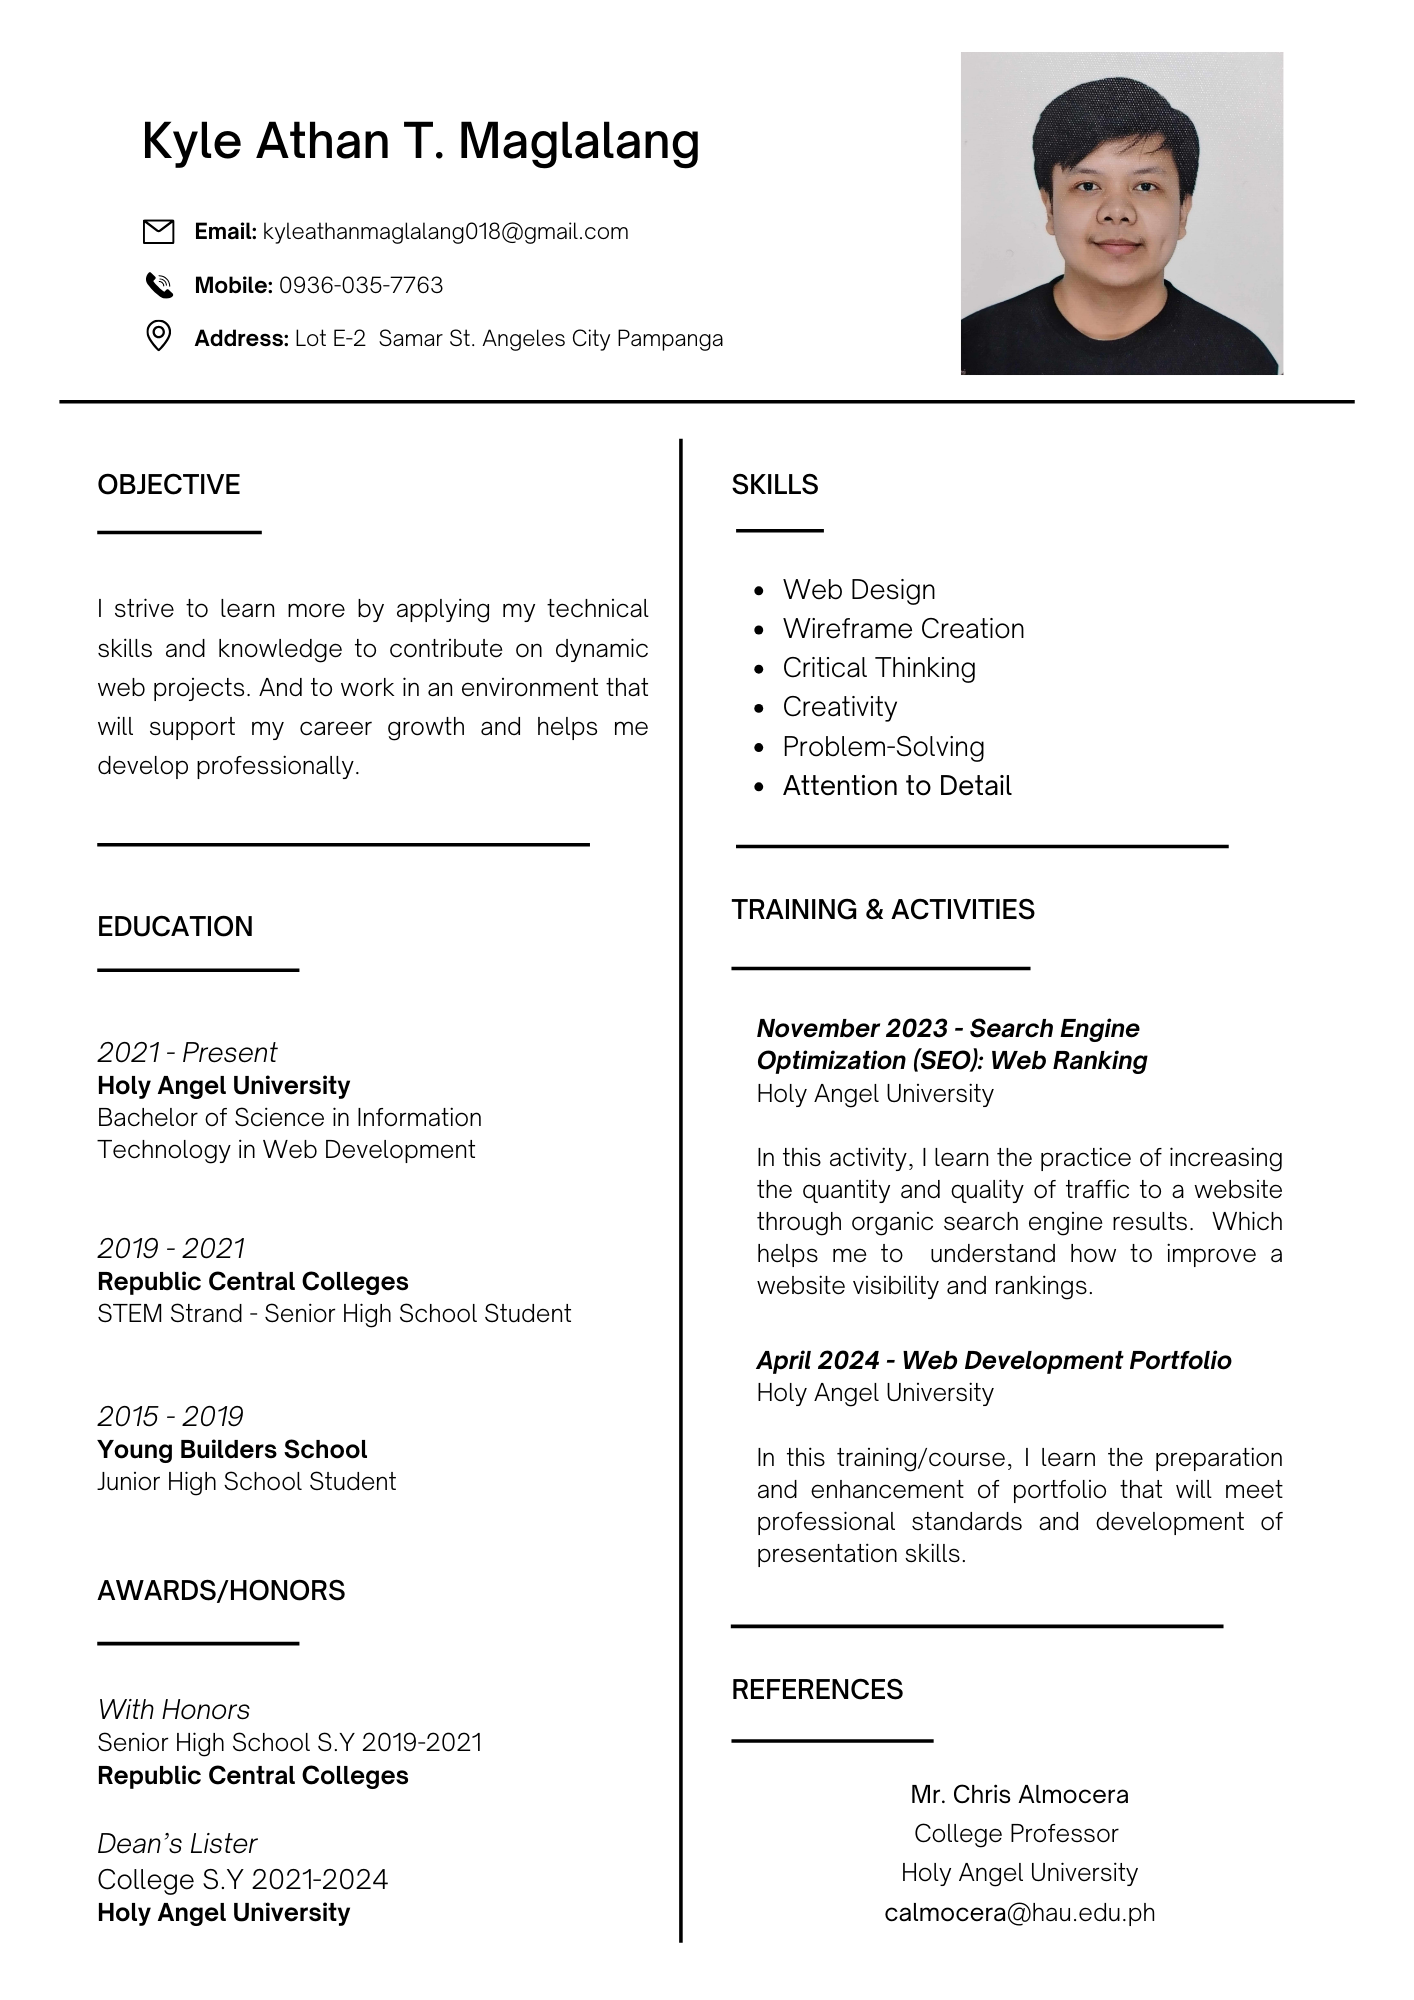 Kyle Athan T. Maglalang
Email: kyleathanmaglalang018@gmail.com
Mobile: 0936-035-7763
Address: Lot E-2  Samar St. Angeles City Pampanga
OBJECTIVE
I strive to learn more by applying my technical
skills and knowledge to contribute on dynamic
web projects. And to work in an environment that
will support my career growth and helps me
develop professionally.
EDUCATION
2021 - Present
Holy Angel University
Bachelor of Science in Information
Technology in Web Development
2019 - 2021
Republic Central Colleges
STEM Strand - Senior High School Student
2015 - 2019
Young Builders School
Junior High School Student
AWARDS/HONORS
With Honors
Senior High School S.Y 2019-2021
Republic Central Colleges
Dean's Lister
College S.Y 2021-2024
Holy Angel University
SKILLS
• Web Design
• Wireframe Creation
• Critical Thinking
• Creativity
• Problem-Solving
• Attention to Detail
TRAINING & ACTIVITIES
November 2023 - Search Engine
Optimization (SEO): Web Ranking
Holy Angel University
In this activity, I learn the practice of increasing
the quantity and quality of traffic to a website
through organic search engine results.  Which
helps me to  understand how to improve a
website visibility and rankings.
April 2024 - Web Development Portfolio
Holy Angel University
In this training/course, I learn the preparation
and enhancement of portfolio that will meet
professional standards and development of
presentation skills.
REFERENCES
Mr. Chris Almocera
College Professor
Holy Angel University
calmocera@hau.edu.ph